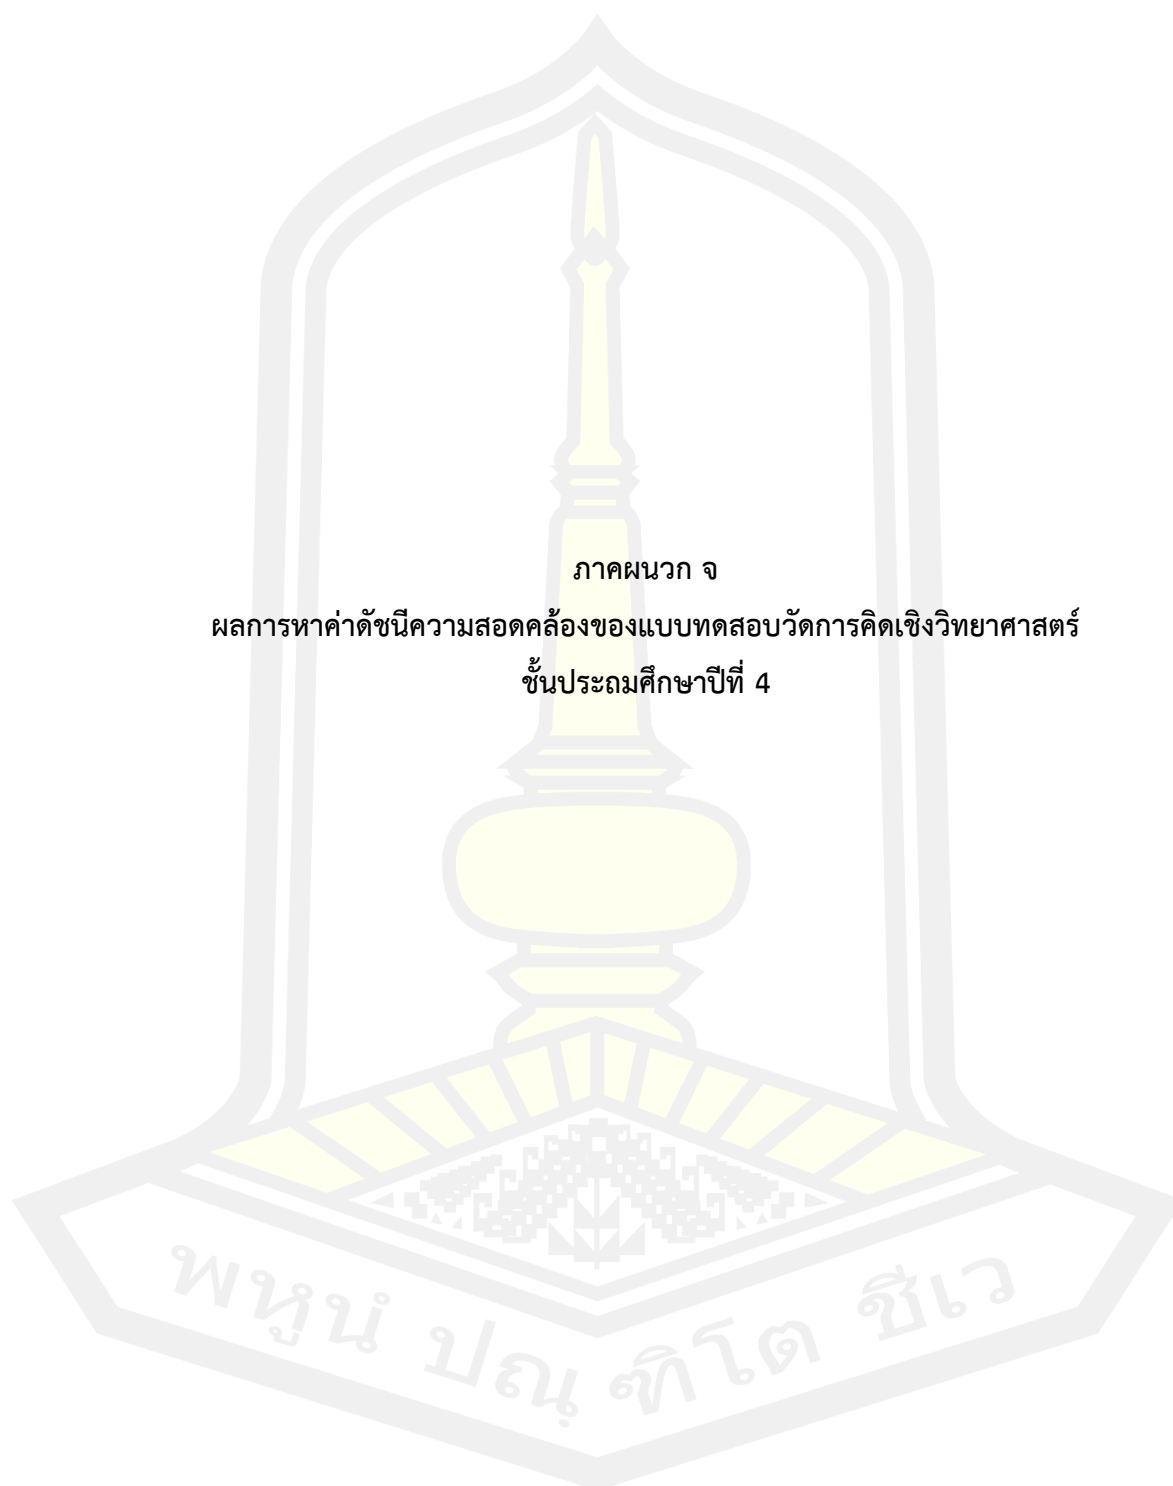 ภาคผนวก จ
ผลการหาค่าดัชนีความสอดคล้องของแบบทดสอบวัดการคิดเชิงวิทยาศาสตร์
ชั้นประถมศึกษาปีที่ 4
พหูนํ ปณฺ ฑิโต ชีเว